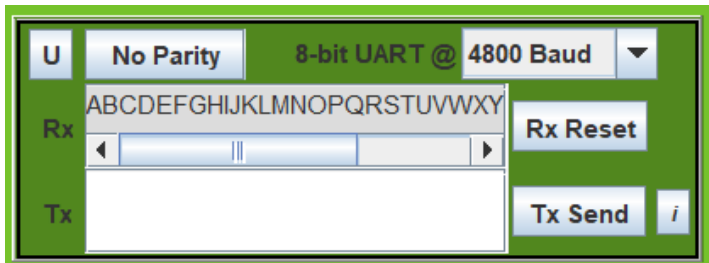 U No Parity 8-bit UART @ 4800 Baud
Rx ABCDEFGHIJKLMNOPQRSTUVWXY Rx Reset
Tx Tx Send i